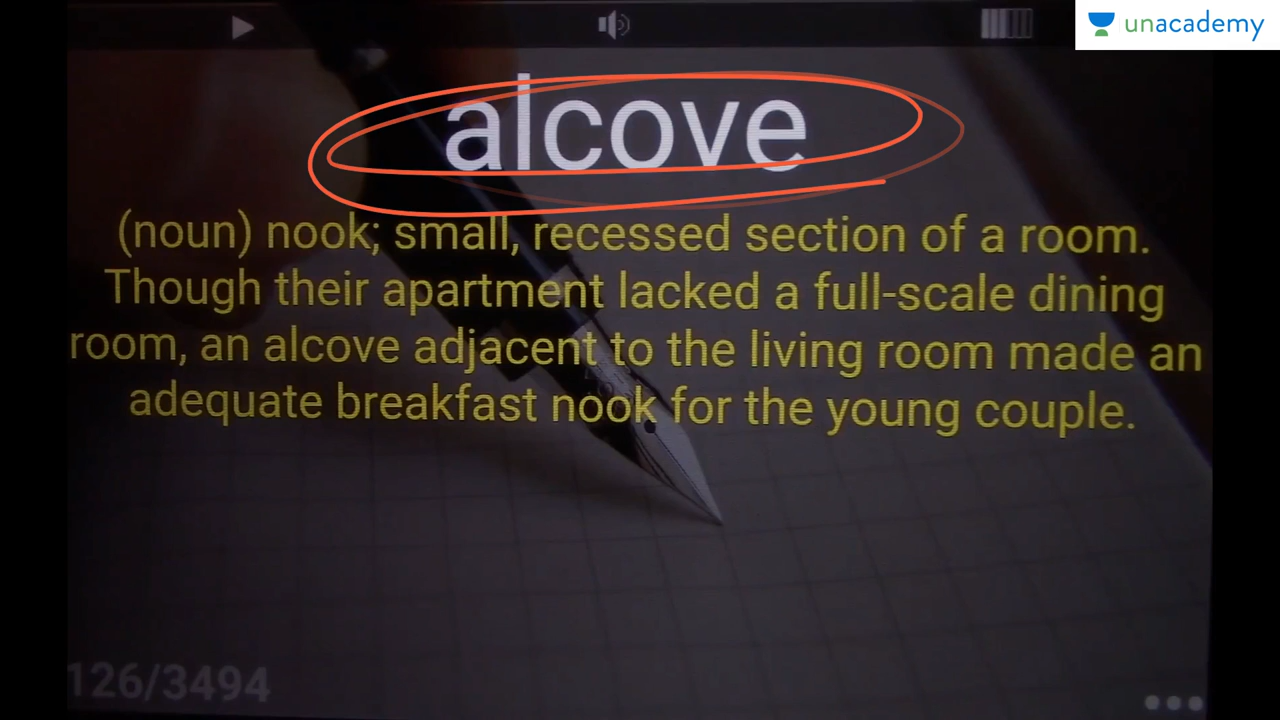 unacademy
alcove
(noun) nook; small, recessed section of a room.
Though their apartment lacked a full-scale dining
room, an alcove adjacent to the living room made an
adequate breakfast nook for the young couple.
126/3494